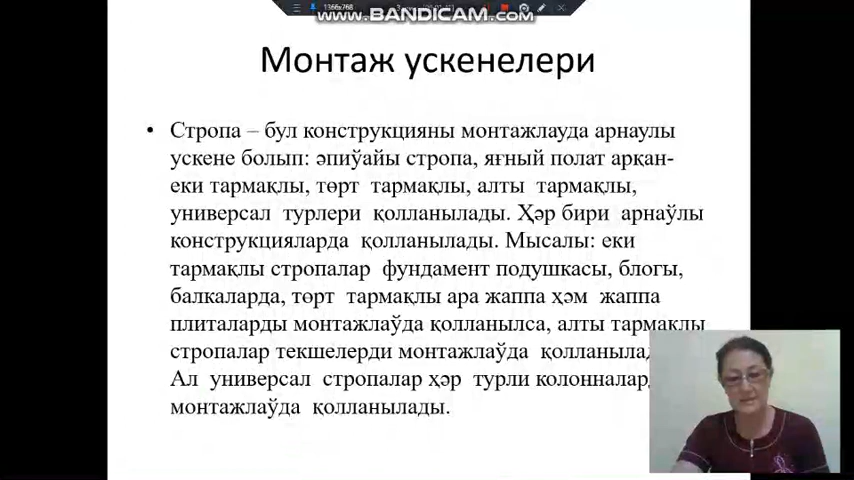 1366x768
www.BANDICAM.com
Монтаж ускенелери
• Стропа – бул конструкцияны монтажлауда арнаулы
ускене болып: әпиўайы стропа, яғный полат арқан-
еки тармақлы, төрт тармақлы, алты тармақлы,
универсал турлери қолланылады. Ҳәр бири арнаўлы
конструкцияларда қолланылады. Мысалы: еки
тармақлы стропалар фундамент подушкасы, блогы,
балкаларда, төрт тармақлы ара жаппа ҳәм жаппа
плиталарды монтажлаўда қолланылса, алты тармақлы
стропалар текшелерди монтажлаўда
Ал универсал стропалар ҳәр турли
монтажлаўда қолланылады.